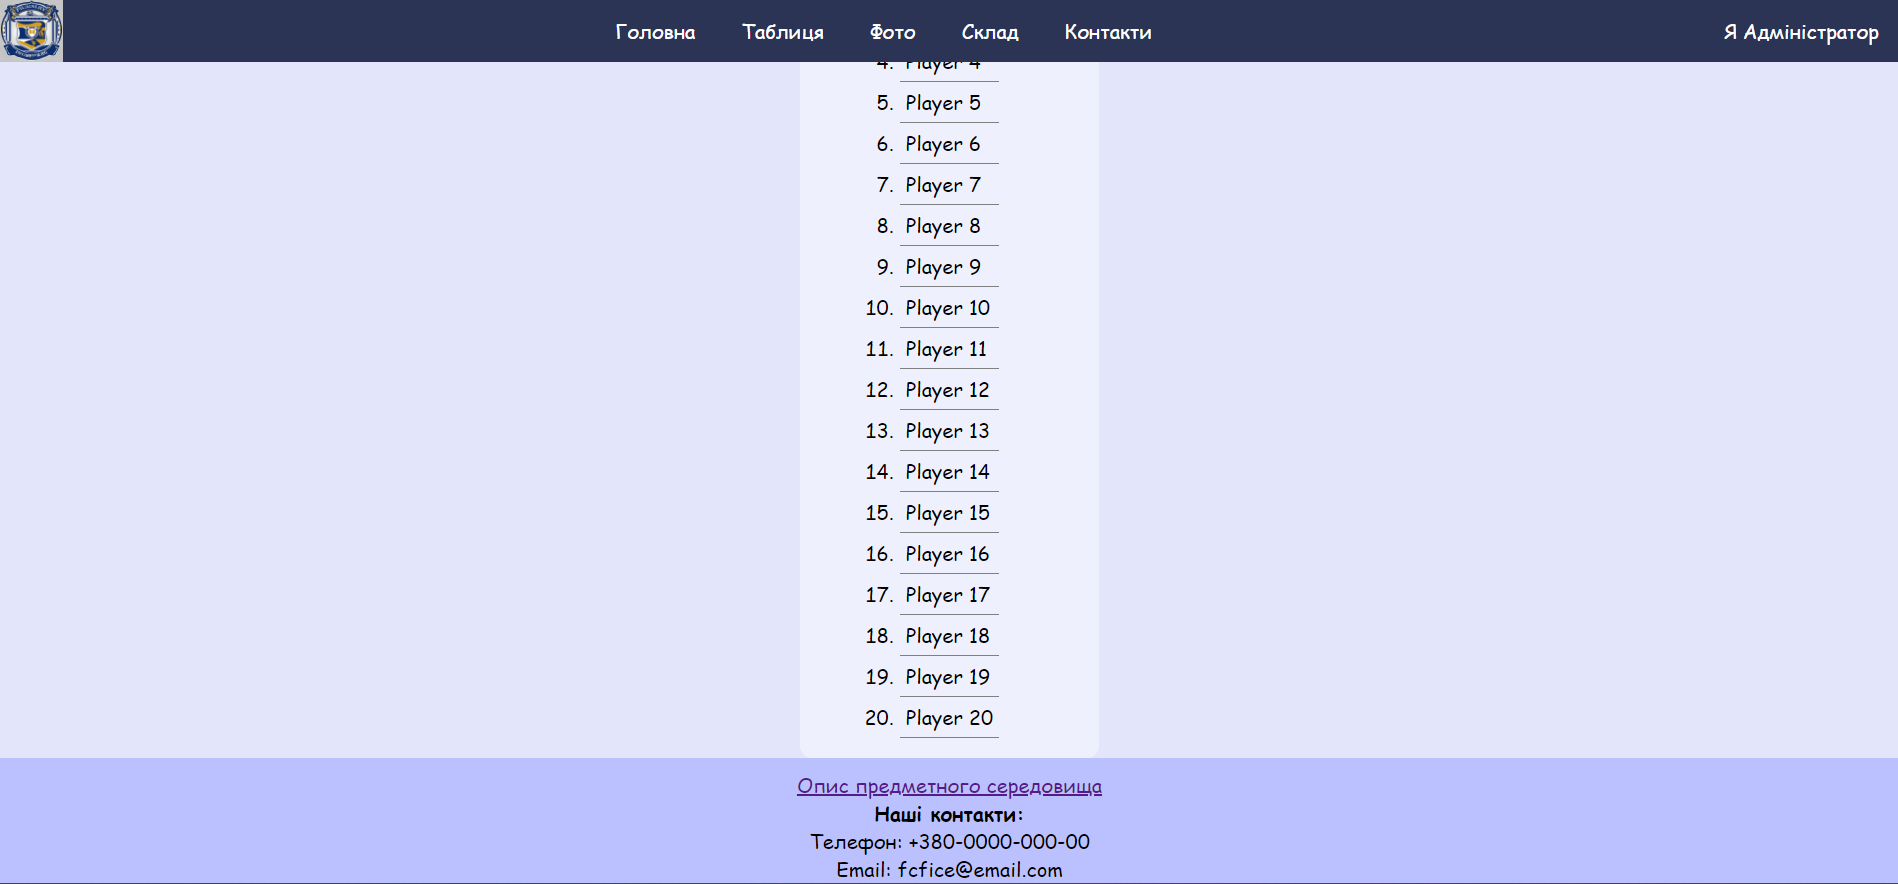 Головна Таблиця Фото Склад Контакти Я Адміністратор
4. Player 4
5. Player 5
6. Player 6
7. Player 7
8. Player 8
9. Player 9
10. Player 10
11. Player 11
12. Player 12
13. Player 13
14. Player 14
15. Player 15
16. Player 16
17. Player 17
18. Player 18
19. Player 19
20. Player 20
Опис предметного середовища
Наші контакти:
Телефон: +380-0000-000-00
Email: fcfice@email.com